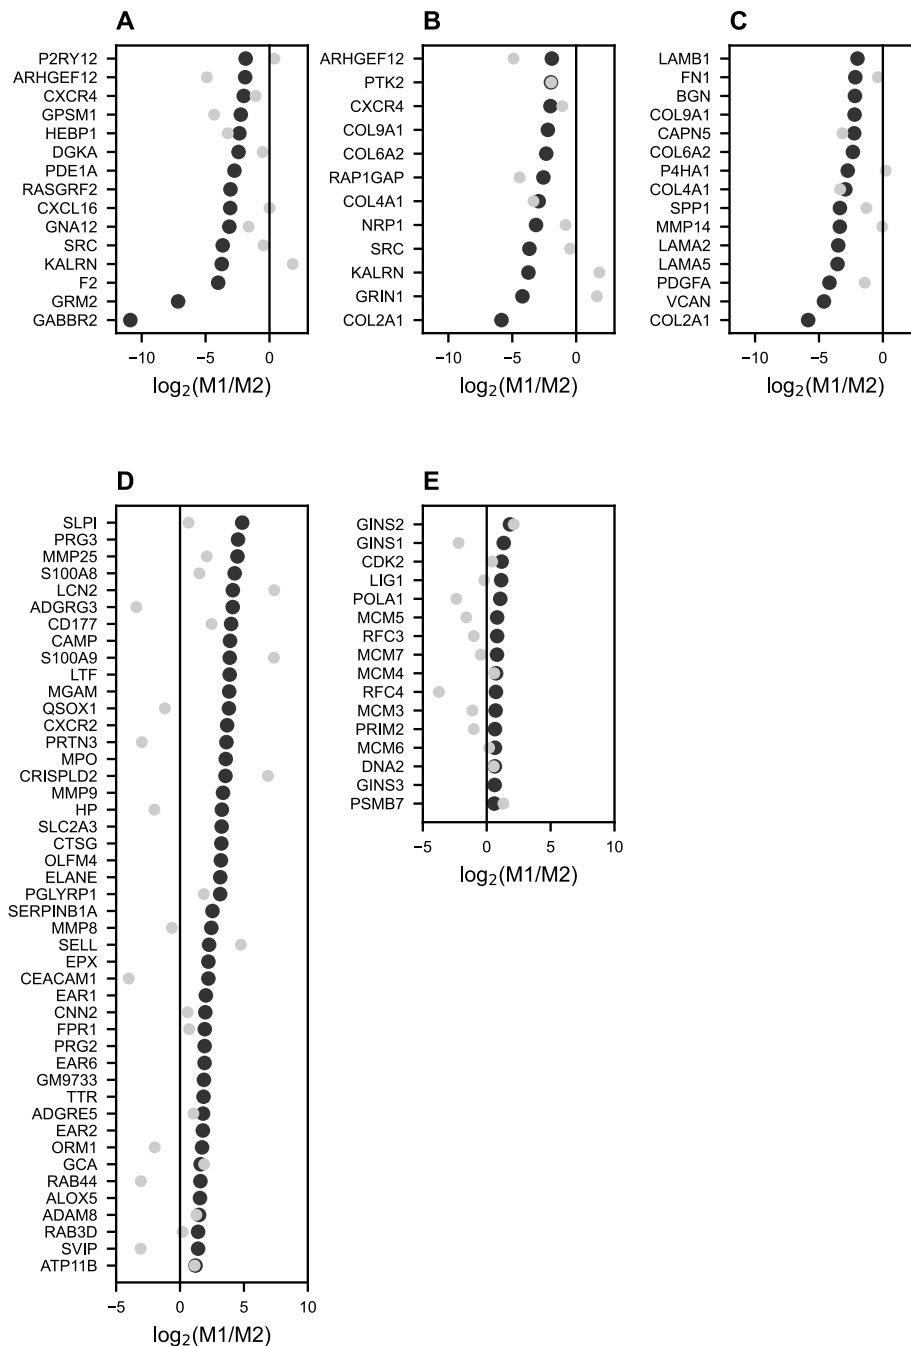 A
P2RY12
ARHGEF12
CXCR4
GPSM1
HEBP1
DGKA
PDE1A
RASGRF2
CXCL16
GNA12
SRC
KALRN
F2
GRM2
GABBR2
−10 −5 0
log2(M1/M2)
B
ARHGEF12
PTK2
CXCR4
COL9A1
COL6A2
RAP1GAP
COL4A1
NRP1
SRC
KALRN
GRIN1
COL2A1
−10 −5 0
log2(M1/M2)
C
LAMB1
FN1
BGN
COL9A1
CAPN5
COL6A2
P4HA1
COL4A1
SPP1
MMP14
LAMA2
LAMA5
PDGFA
VCAN
COL2A1
−10 −5 0
log2(M1/M2)
D
SLPI
PRG3
MMP25
S100A8
LCN2
ADGRG3
CD177
CAMP
S100A9
LTF
MGAM
QSOX1
CXCR2
PRTN3
MPO
CRISPLD2
MMP9
HP
SLC2A3
CTSG
OLFM4
ELANE
PGLYRP1
SERPINB1A
MMP8
SELL
EPX
CEACAM1
EAR1
CNN2
FPR1
PRG2
EAR6
GM9733
TTR
ADGRE5
EAR2
ORM1
GCA
RAB44
ALOX5
ADAM8
RAB3D
SVIP
ATP11B
−5 0 5 10
log2(M1/M2)
E
GINS2
GINS1
CDK2
LIG1
POLA1
MCM5
RFC3
MCM7
MCM4
RFC4
MCM3
PRIM2
MCM6
DNA2
GINS3
PSMB7
−5 0 5 10
log2(M1/M2)